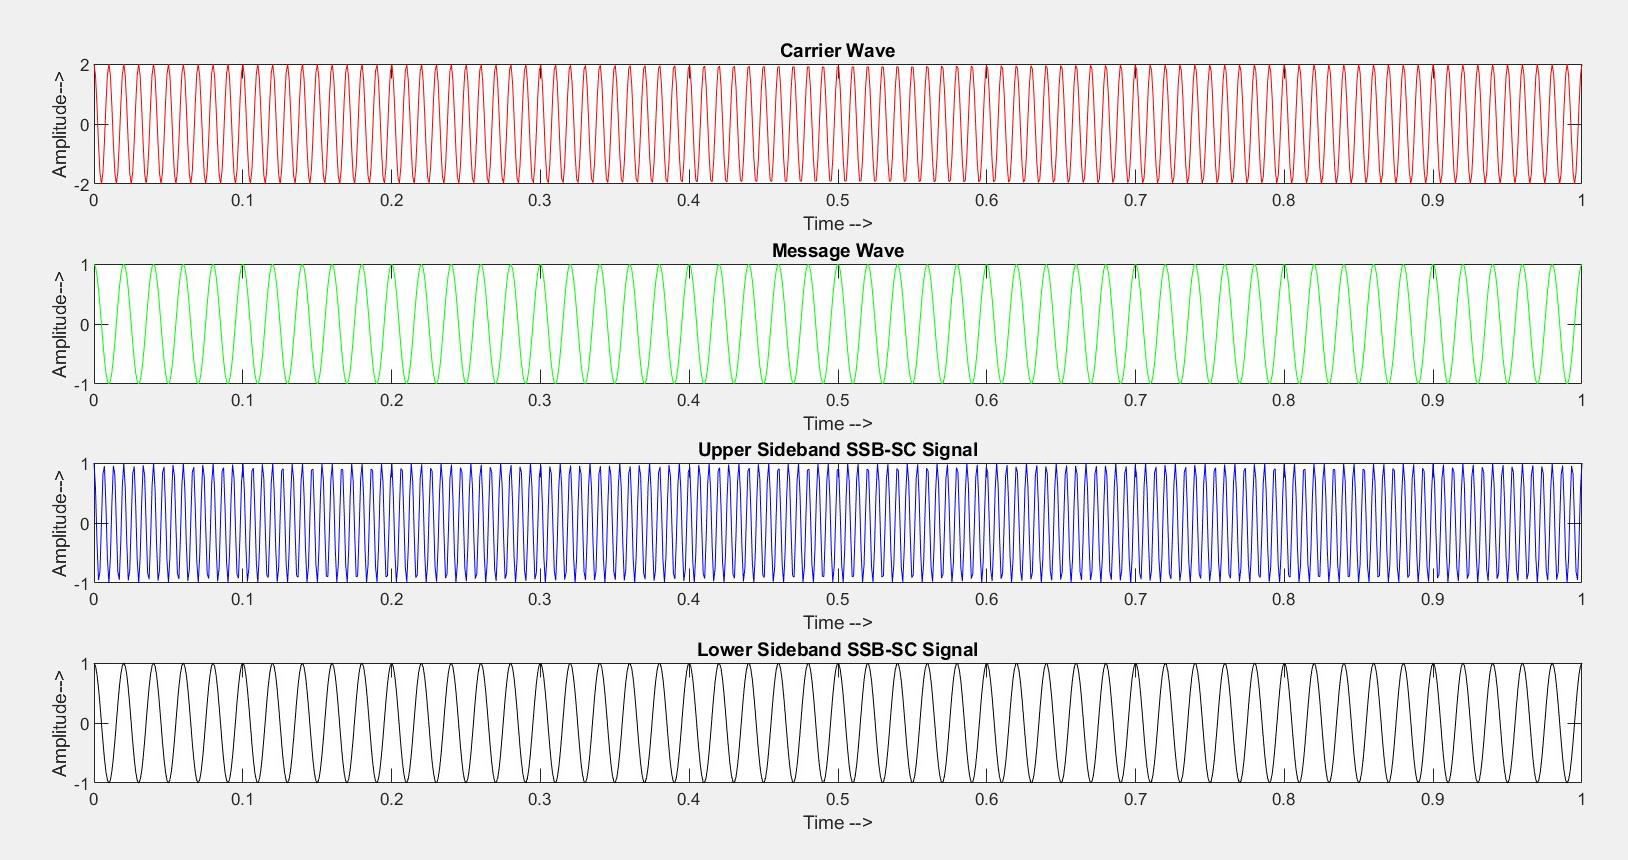 Carrier Wave
Amplitude-->
2
0
-2
0 0.1 0.2 0.3 0.4 0.5 0.6 0.7 0.8 0.9 1
Time -->
Message Wave
Amplitude-->
1
0
-1
0 0.1 0.2 0.3 0.4 0.5 0.6 0.7 0.8 0.9 1
Time -->
Upper Sideband SSB-SC Signal
Amplitude-->
1
0
-1
0 0.1 0.2 0.3 0.4 0.5 0.6 0.7 0.8 0.9 1
Time -->
Lower Sideband SSB-SC Signal
Amplitude-->
1
0
-1
0 0.1 0.2 0.3 0.4 0.5 0.6 0.7 0.8 0.9 1
Time -->